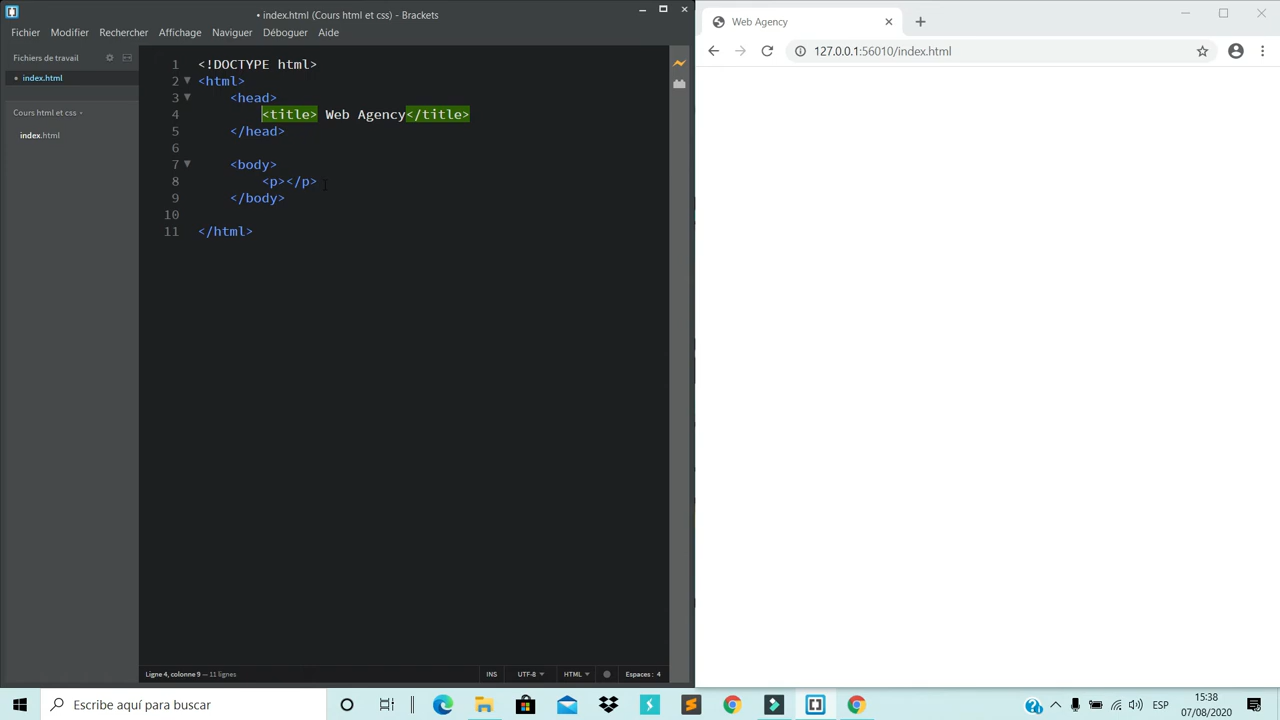 index.html (Cours html et css) - Brackets
Fichier Modifier Rechercher Affichage Naviguer Déboguer Aide
Fichiers de travail
index.html
Cours html et css
index.html
1 <!DOCTYPE html>
2 <html>
3 <head>
4 <title> Web Agency</title>
5 </head>
6
7 <body>
8 <p></p>
9 </body>
10
11 </html>
Ligne 4, colonne 9 — 11 lignes
INS UTF-8 HTML Espaces : 4
Web Agency
127.0.0.1:56010/index.html
Escribe aquí para buscar
ESP
15:38
07/08/2020